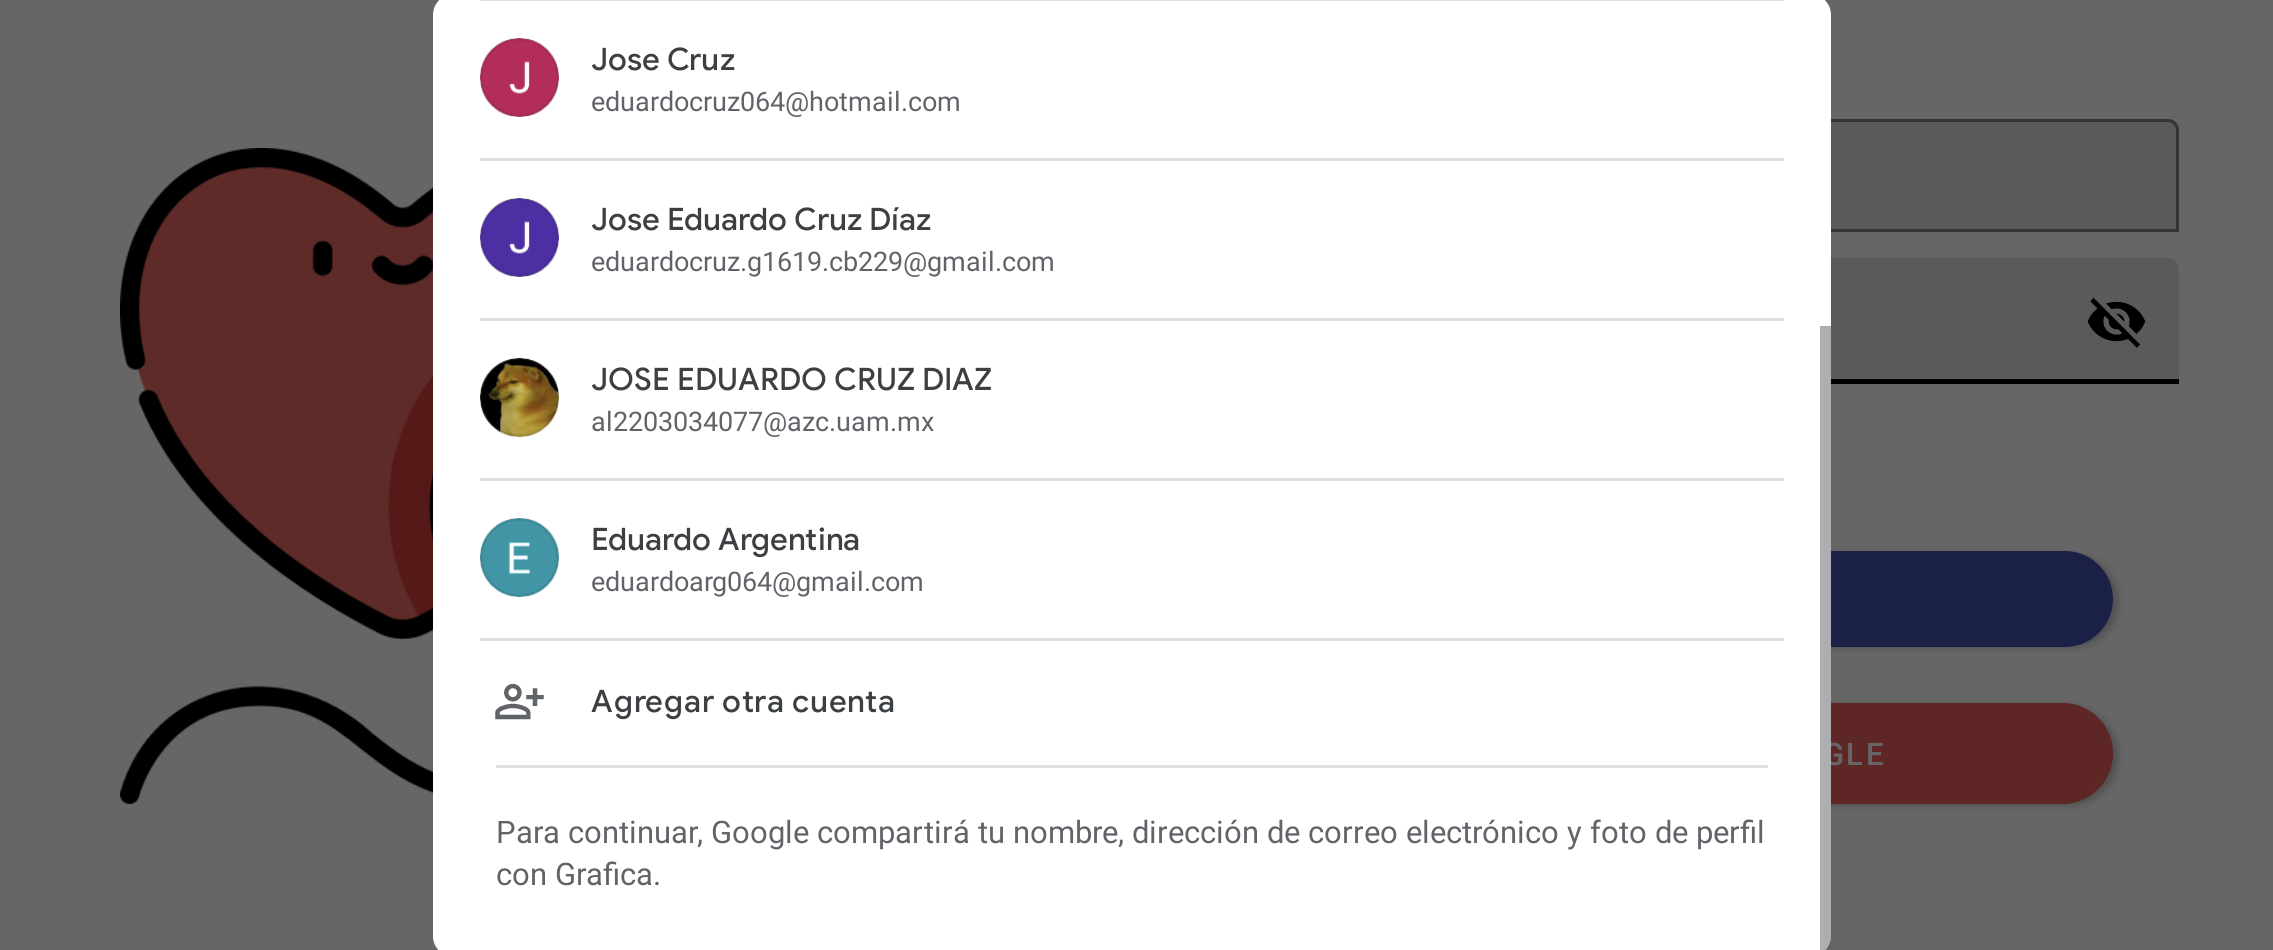 J
Jose Cruz
eduardocruz064@hotmail.com
J
Jose Eduardo Cruz Díaz
eduardocruz.g1619.cb229@gmail.com
JOSE EDUARDO CRUZ DIAZ
al2203034077@azc.uam.mx
E
Eduardo Argentina
eduardoarg064@gmail.com
Agregar otra cuenta
GLE
Para continuar, Google compartirá tu nombre, dirección de correo electrónico y foto de perfil
con Grafica.